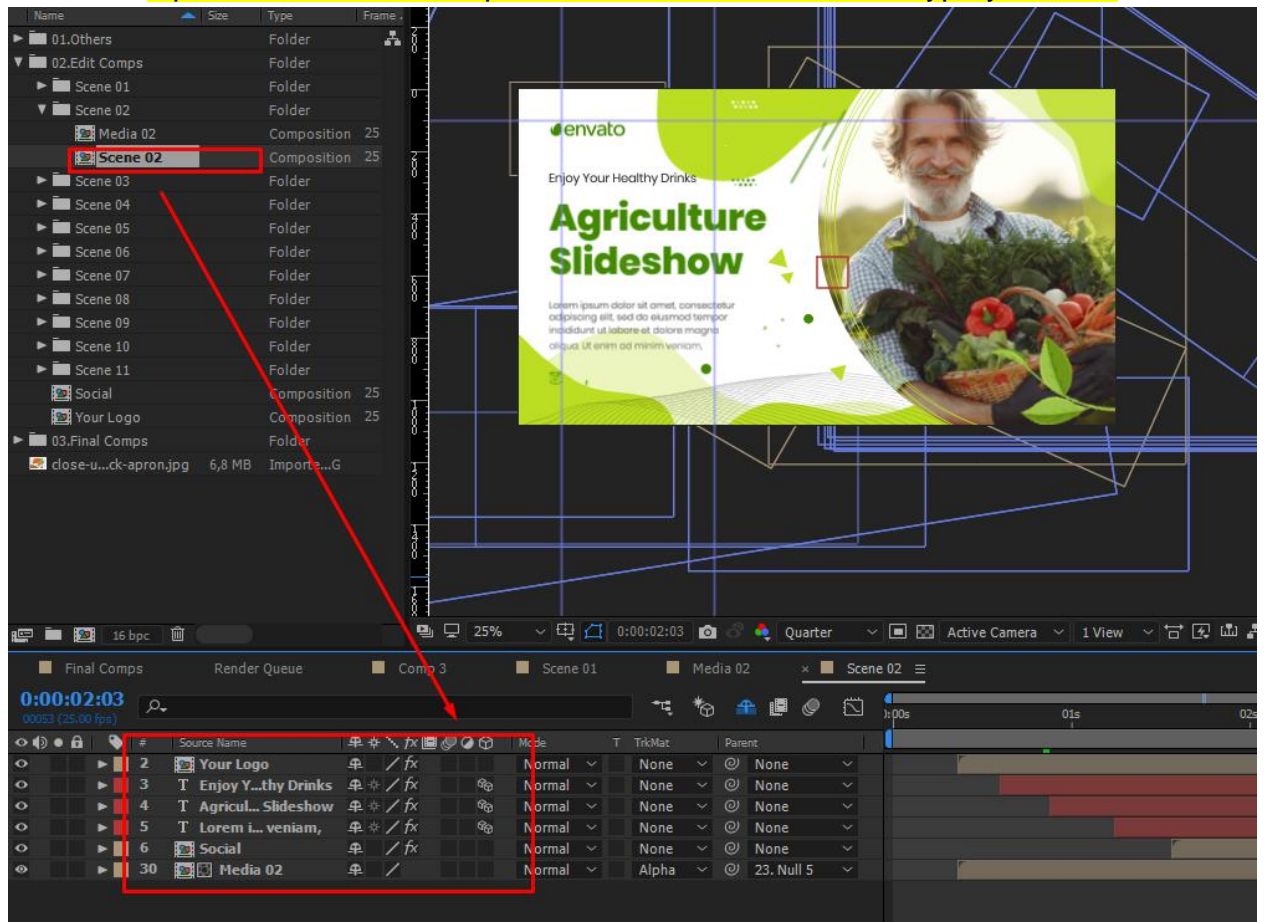 Name Size Type Frame .
01.Others Folder
02.Edit Comps Folder
Scene 01 Folder
Scene 02 Folder
Media 02 Composition 25
Scene 02 Composition 25
Scene 03 Folder
Scene 04 Folder
Scene 05 Folder
Scene 06 Folder
Scene 07 Folder
Scene 08 Folder
Scene 09 Folder
Scene 10 Folder
Scene 11 Folder
Social Composition 25
Your Logo Composition 25
03.Final Comps Folder
close-u...ck-apron.jpg 6,8 MB Importe...G
envato
Enjoy Your Healthy Drinks
Agriculture
Slideshow
Lorem ipsum dolor sit amet, consectetur
adipiscing elit, sed do eiusmod tempor
incididunt ut labore et dolore magna
aliqua. Ut enim ad minim veniam,
16 bpc
25% 0:00:02:03 Quarter Active Camera 1 View
Final Comps Render Queue Comp 3 Scene 01 Media 02 × Scene 02
0:00:02:03
00053 (25.00 fps)
):00s 01s 02s
# Source Name fx Mode T TrkMat Parent
2 Your Logo fx Normal None None
3 T Enjoy Y...thy Drinks fx Normal None None
4 T Agricul... Slideshow fx Normal None None
5 T Lorem i... veniam, fx Normal None None
6 Social fx Normal None None
30 Media 02 Normal Alpha 23. Null 5